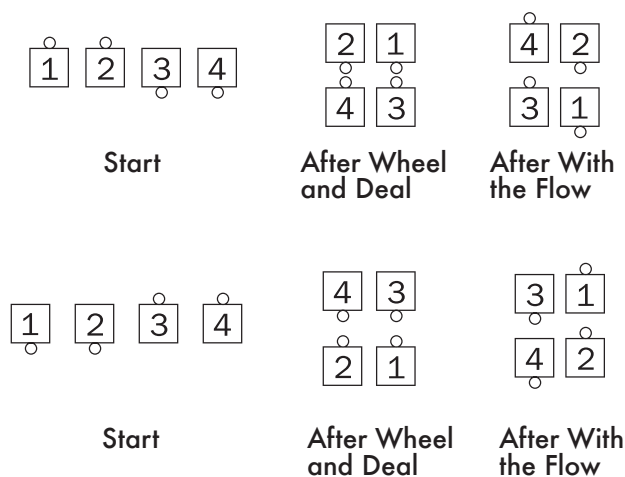 1 2 3 4
2 1
4 3
4 2
3 1
Start
After Wheel
and Deal
After With
the Flow
1 2 3 4
4 3
2 1
3 1
4 2
Start
After Wheel
and Deal
After With
the Flow